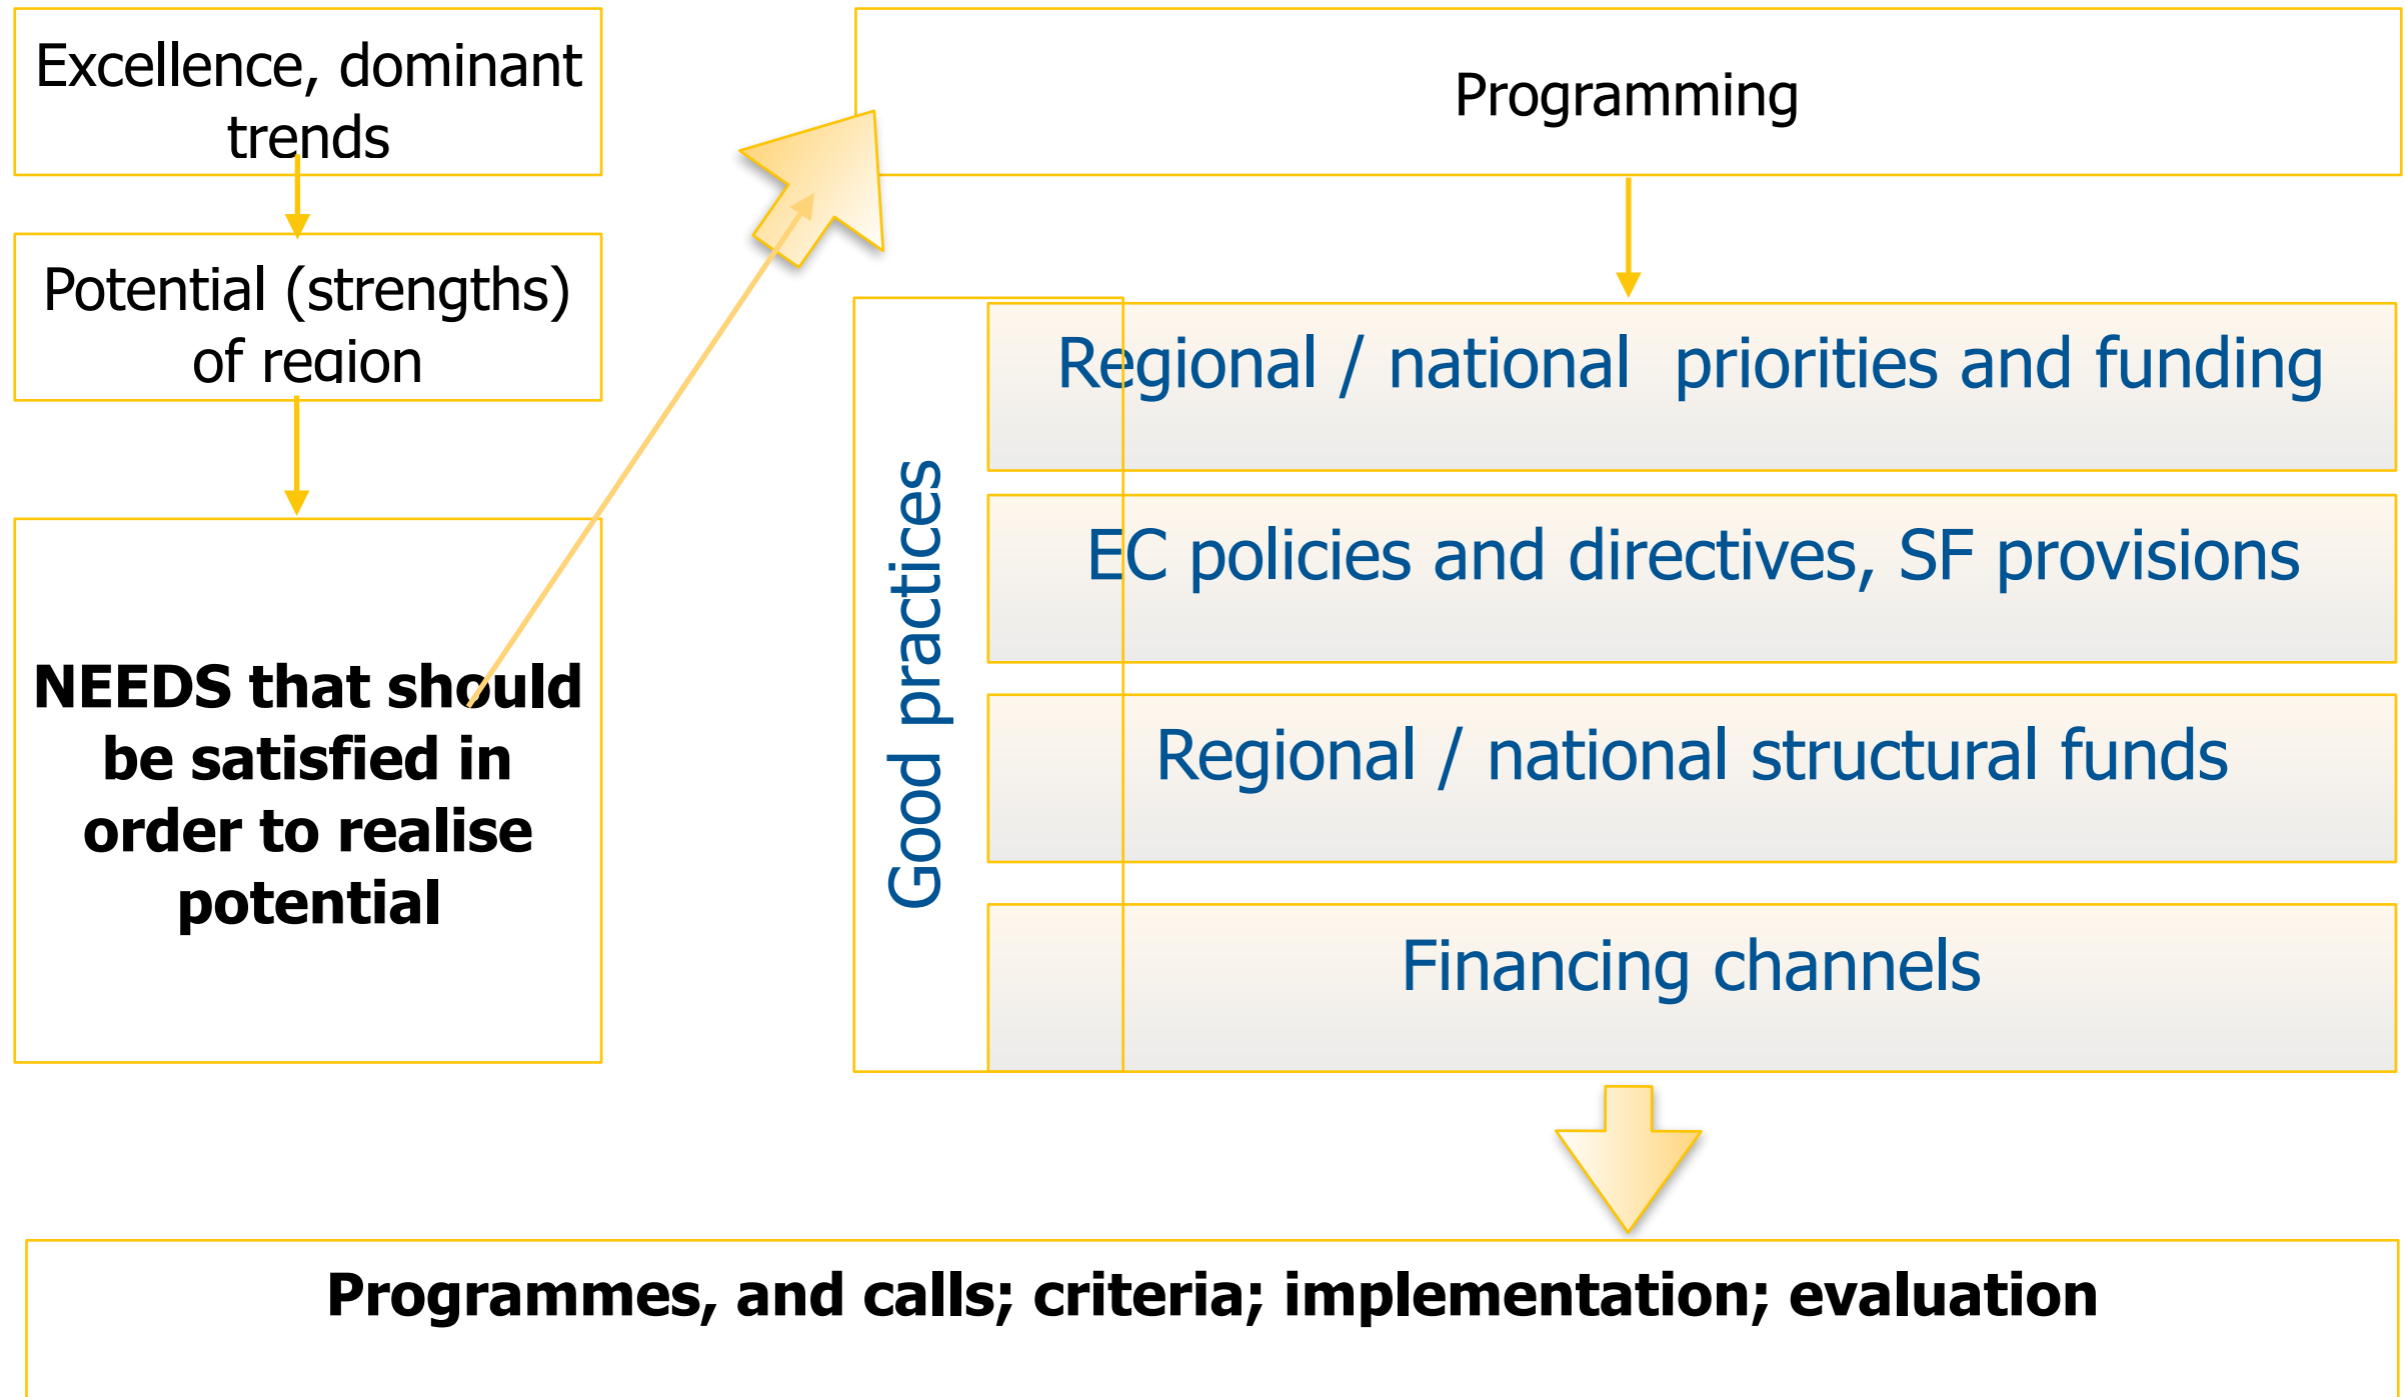 Excellence, dominant
trends
Potential (strengths)
of region
NEEDS that should
be satisfied in
order to realise
potential
Programming
Good practices
Regional / national priorities and funding
EC policies and directives, SF provisions
Regional / national structural funds
Financing channels
Programmes, and calls; criteria; implementation; evaluation